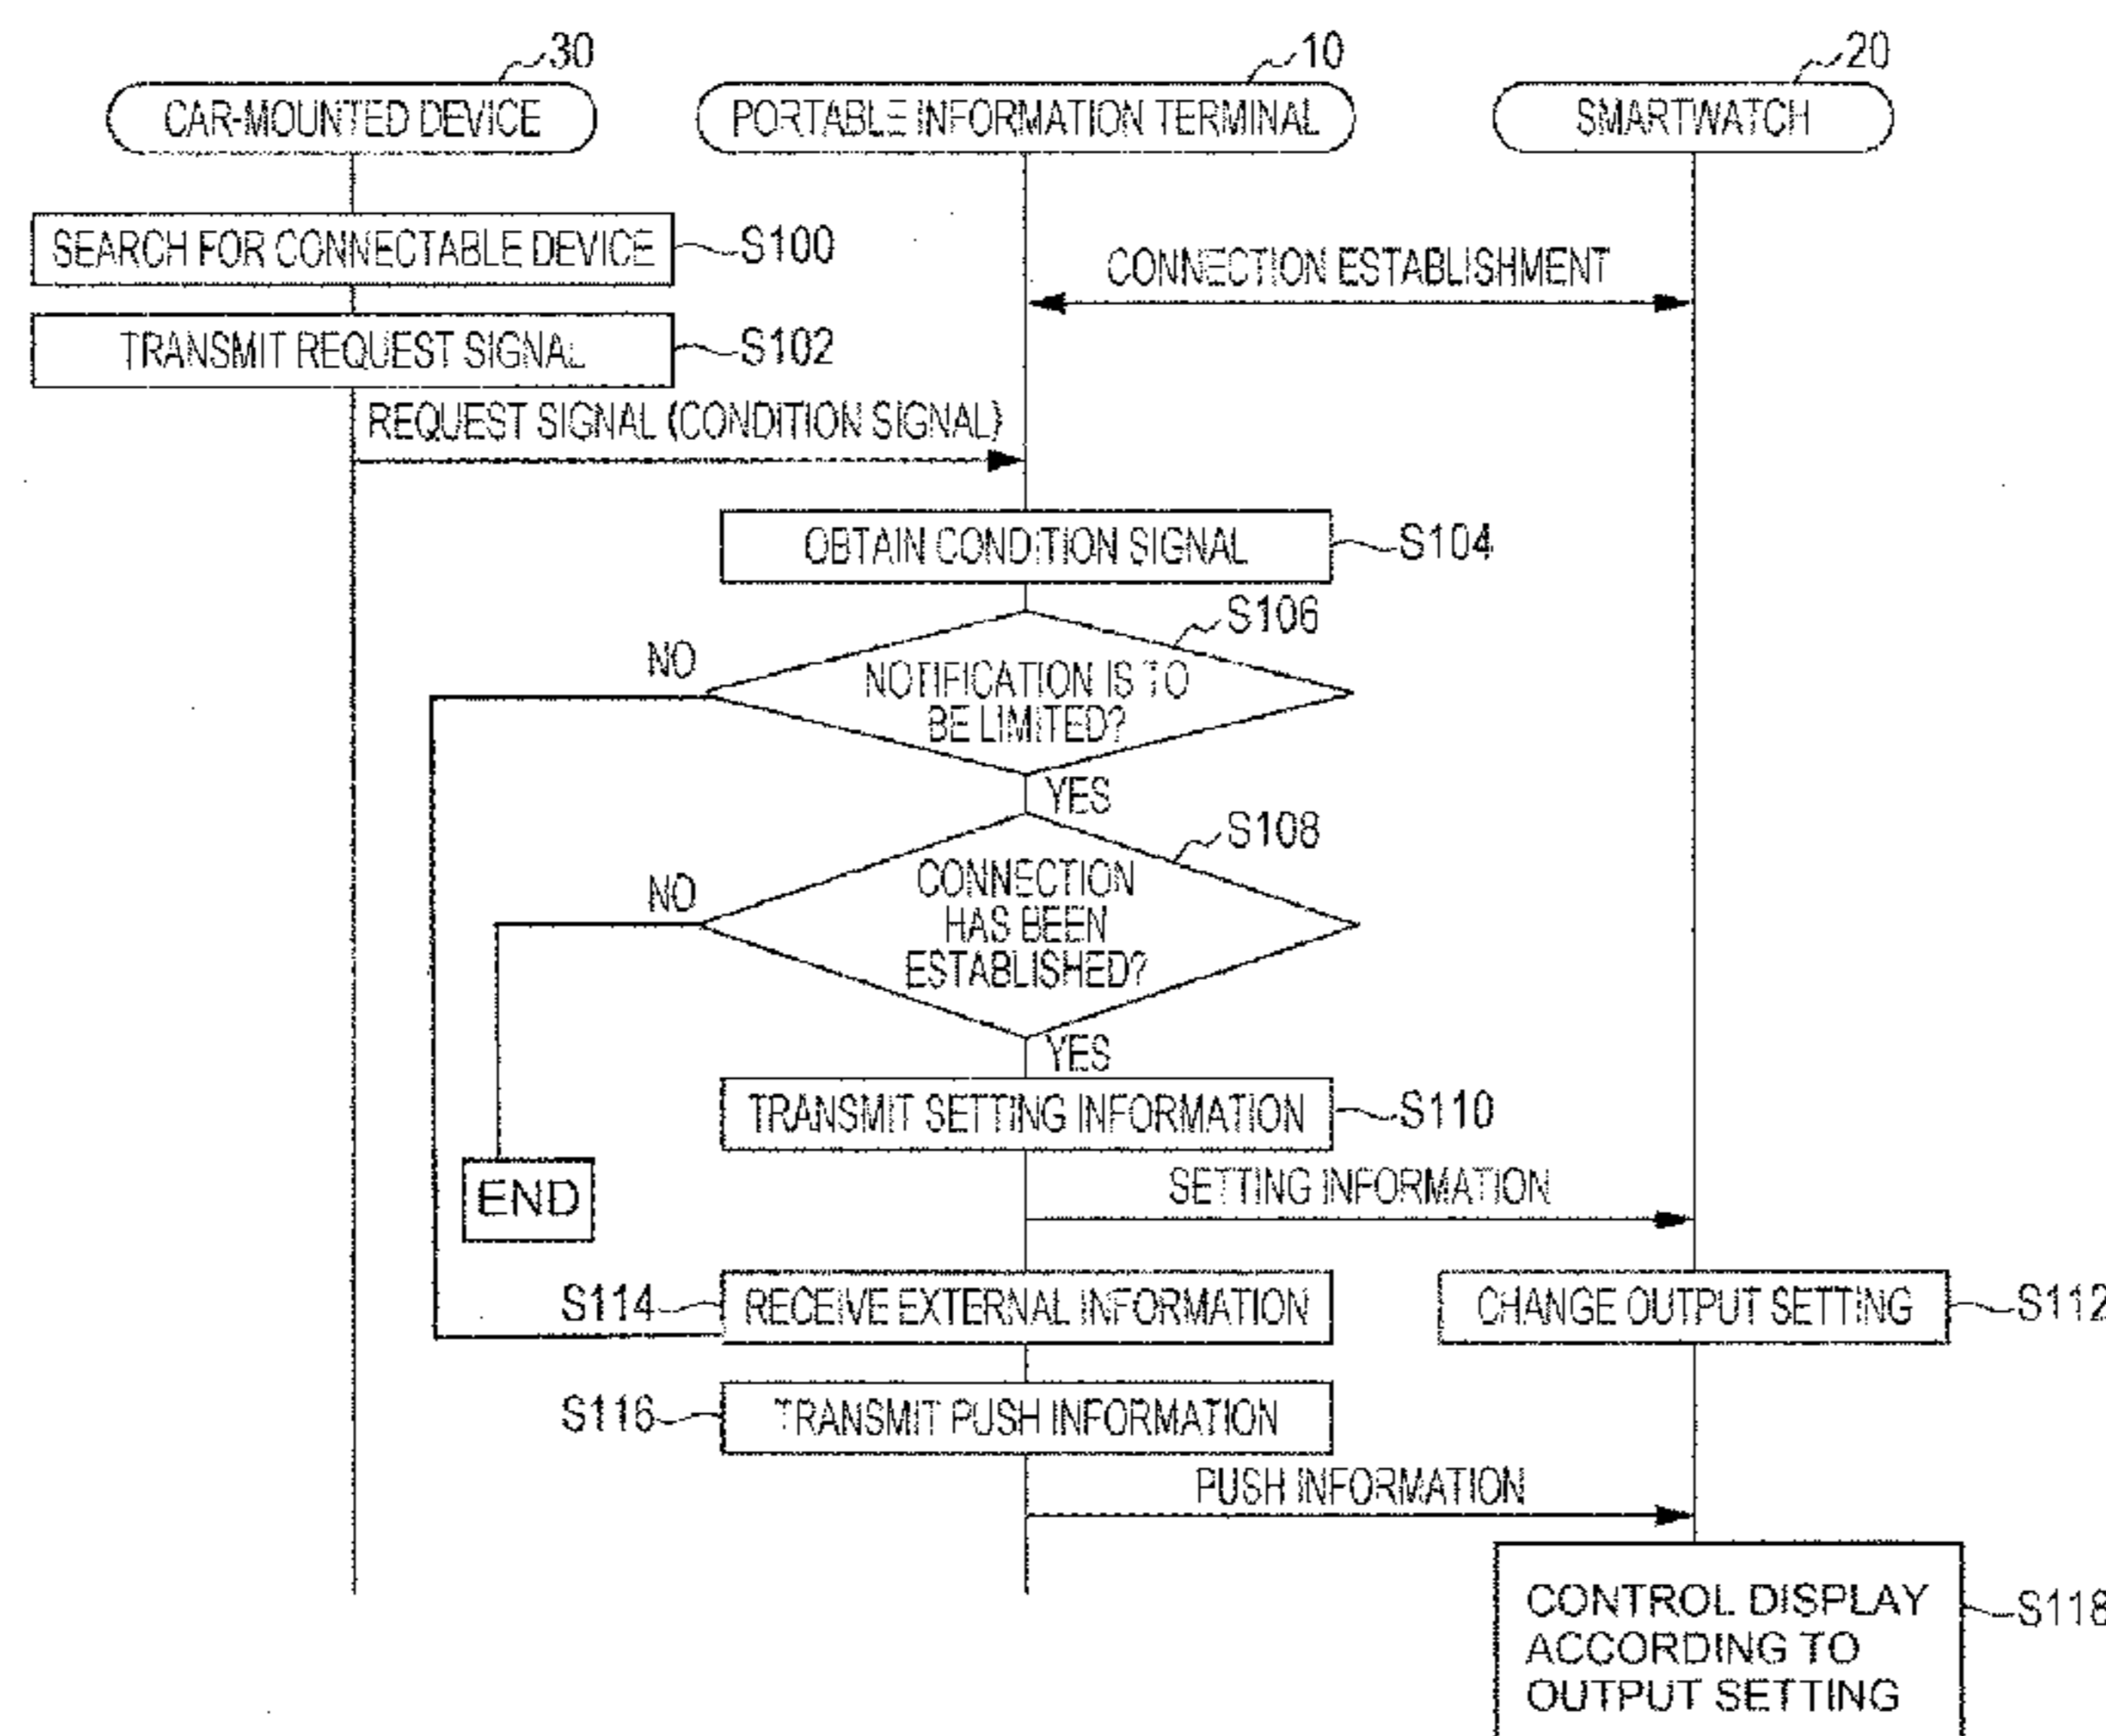 30
10
20
CAR-MOUNTED DEVICE
PORTABLE INFORMATION TERMINAL
SMARTWATCH
SEARCH FOR CONNECTABLE DEVICE
S100
CONNECTION ESTABLISHMENT
TRANSMIT REQUEST SIGNAL
S102
REQUEST SIGNAL (CONDITION SIGNAL)
OBTAIN CONDITION SIGNAL
S104
S106
NO
NOTIFICATION IS TO
BE LIMITED?
YES
S108
NO
CONNECTION
HAS BEEN
ESTABLISHED?
YES
TRANSMIT SETTING INFORMATION
S110
END
SETTING INFORMATION
S114
RECEIVE EXTERNAL INFORMATION
CHANGE OUTPUT SETTING
S112
S116
TRANSMIT PUSH INFORMATION
PUSH INFORMATION
CONTROL DISPLAY
ACCORDING TO
OUTPUT SETTING
S118